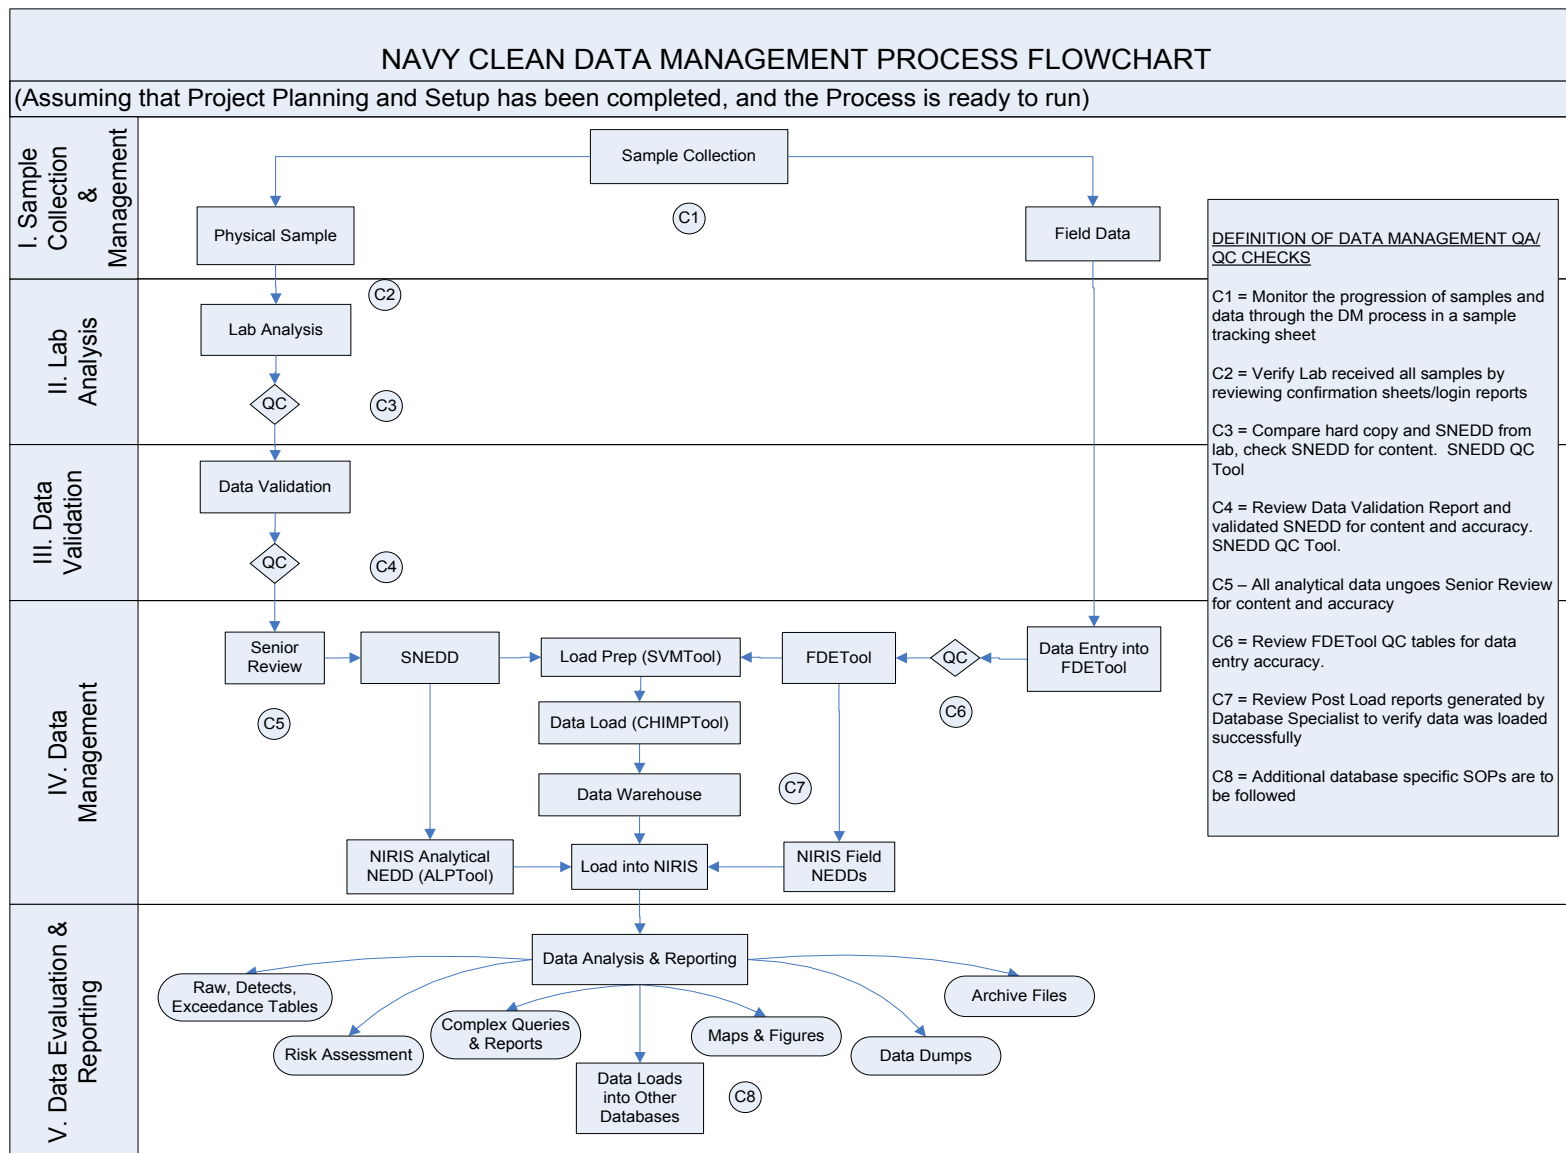 NAVY CLEAN DATA MANAGEMENT PROCESS FLOWCHART
(Assuming that Project Planning and Setup has been completed, and the Process is ready to run)
I. Sample
Collection
&
Management
Sample Collection
C1
Physical Sample
Field Data
II. Lab
Analysis
C2
Lab Analysis
QC
C3
III. Data
Validation
Data Validation
QC
C4
IV. Data
Management
Senior
Review
SNEDD
Load Prep (SVMTool)
FDETool
QC
Data Entry into
FDETool
C5
C6
Data Load (CHIMPTool)
Data Warehouse
C7
NIRIS Analytical
NEDD (ALPTool)
Load into NIRIS
NIRIS Field
NEDDs
V. Data Evaluation &
Reporting
Data Analysis & Reporting
Raw, Detects,
Exceedance Tables
Risk Assessment
Complex Queries
& Reports
Data Loads
into Other
Databases
C8
Maps & Figures
Data Dumps
Archive Files
DEFINITION OF DATA MANAGEMENT QA/
QC CHECKS
C1 = Monitor the progression of samples and
data through the DM process in a sample
tracking sheet
C2 = Verify Lab received all samples by
reviewing confirmation sheets/login reports
C3 = Compare hard copy and SNEDD from
lab, check SNEDD for content.  SNEDD QC
Tool
C4 = Review Data Validation Report and
validated SNEDD for content and accuracy.
SNEDD QC Tool.
C5 – All analytical data ungoes Senior Review
for content and accuracy
C6 = Review FDETool QC tables for data
entry accuracy.
C7 = Review Post Load reports generated by
Database Specialist to verify data was loaded
successfully
C8 = Additional database specific SOPs are to
be followed